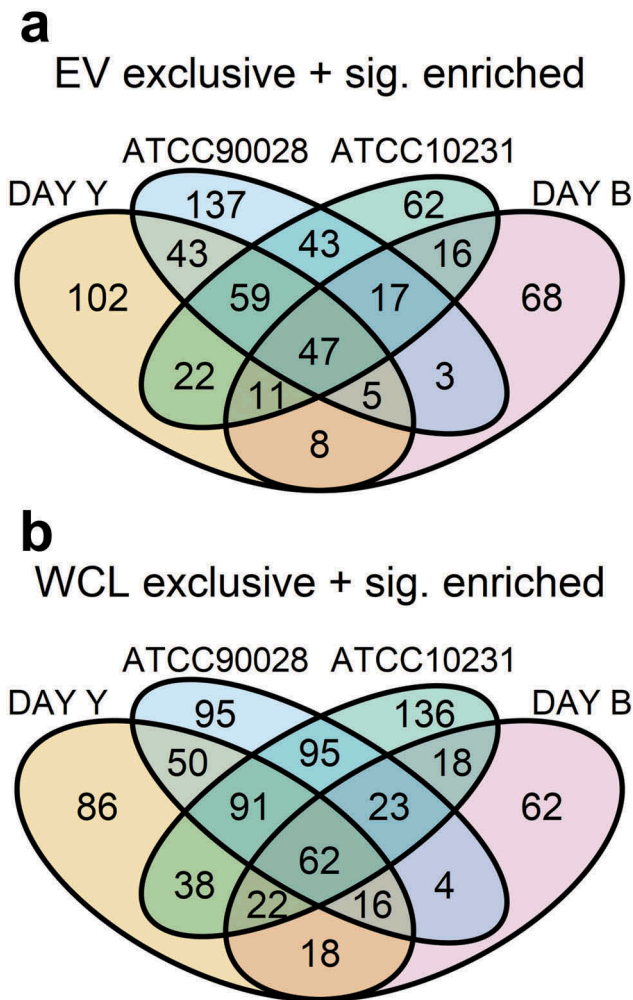 a
EV exclusive + sig. enriched
ATCC90028 ATCC10231
DAY Y DAY B
137 62
43 43 16
102 59 17 68
47
22 11 5 3
8
b
WCL exclusive + sig. enriched
ATCC90028 ATCC10231
DAY Y DAY B
95 136
50 95 18
86 91 23 62
62
38 22 16 4
18